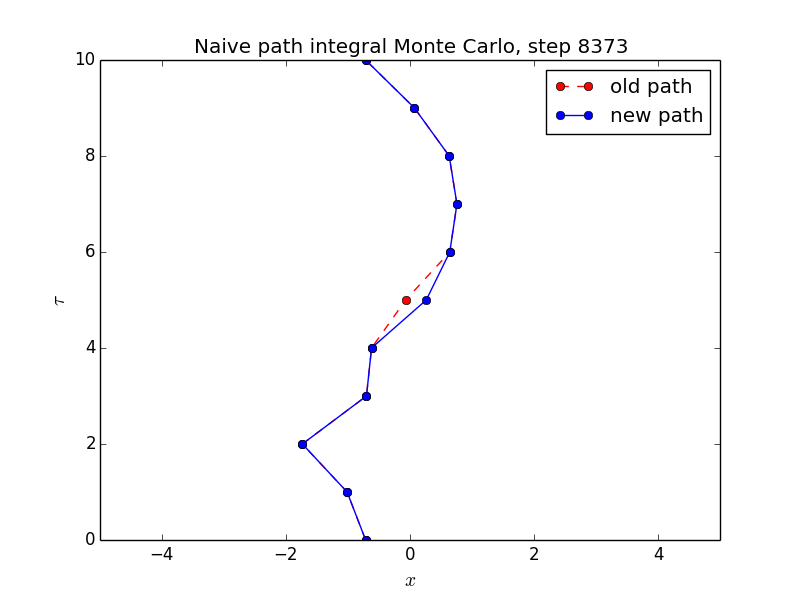 Naive path integral Monte Carlo, step 8373
old path
new path
10
8
6
4
2
0
τ
−4 −2 0 2 4
x